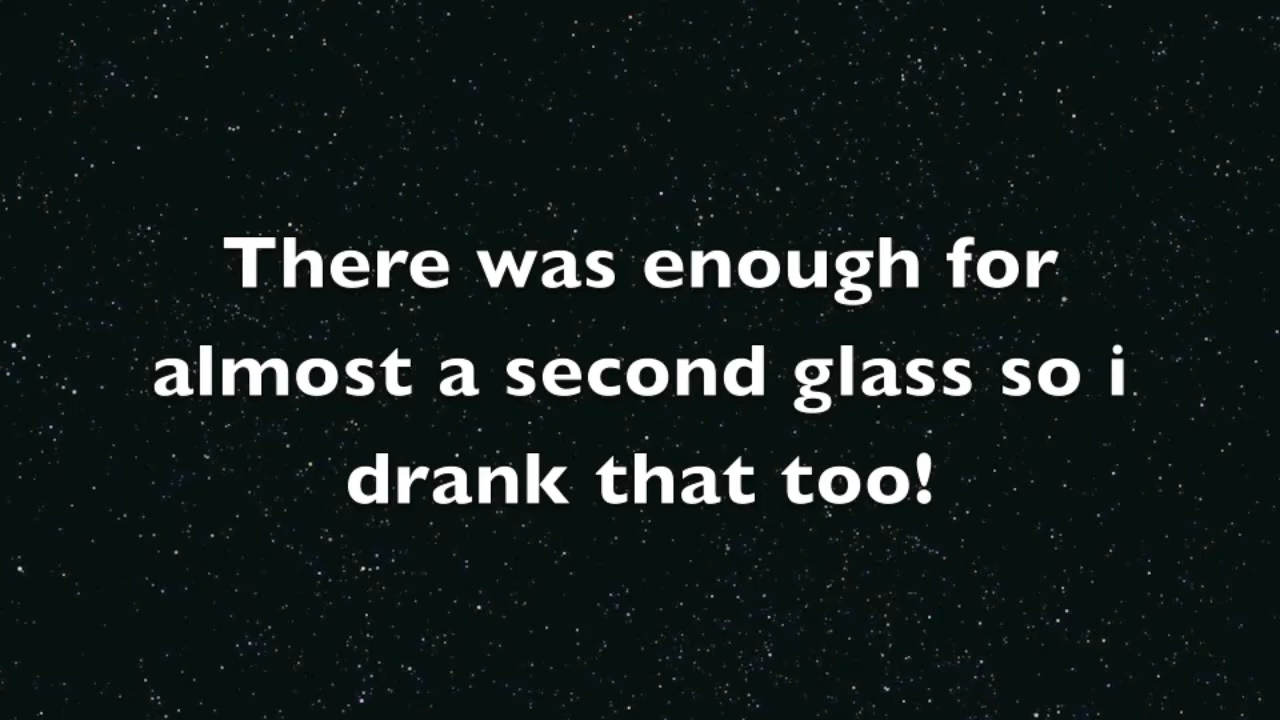 There was enough for
almost a second glass so i
drank that too!